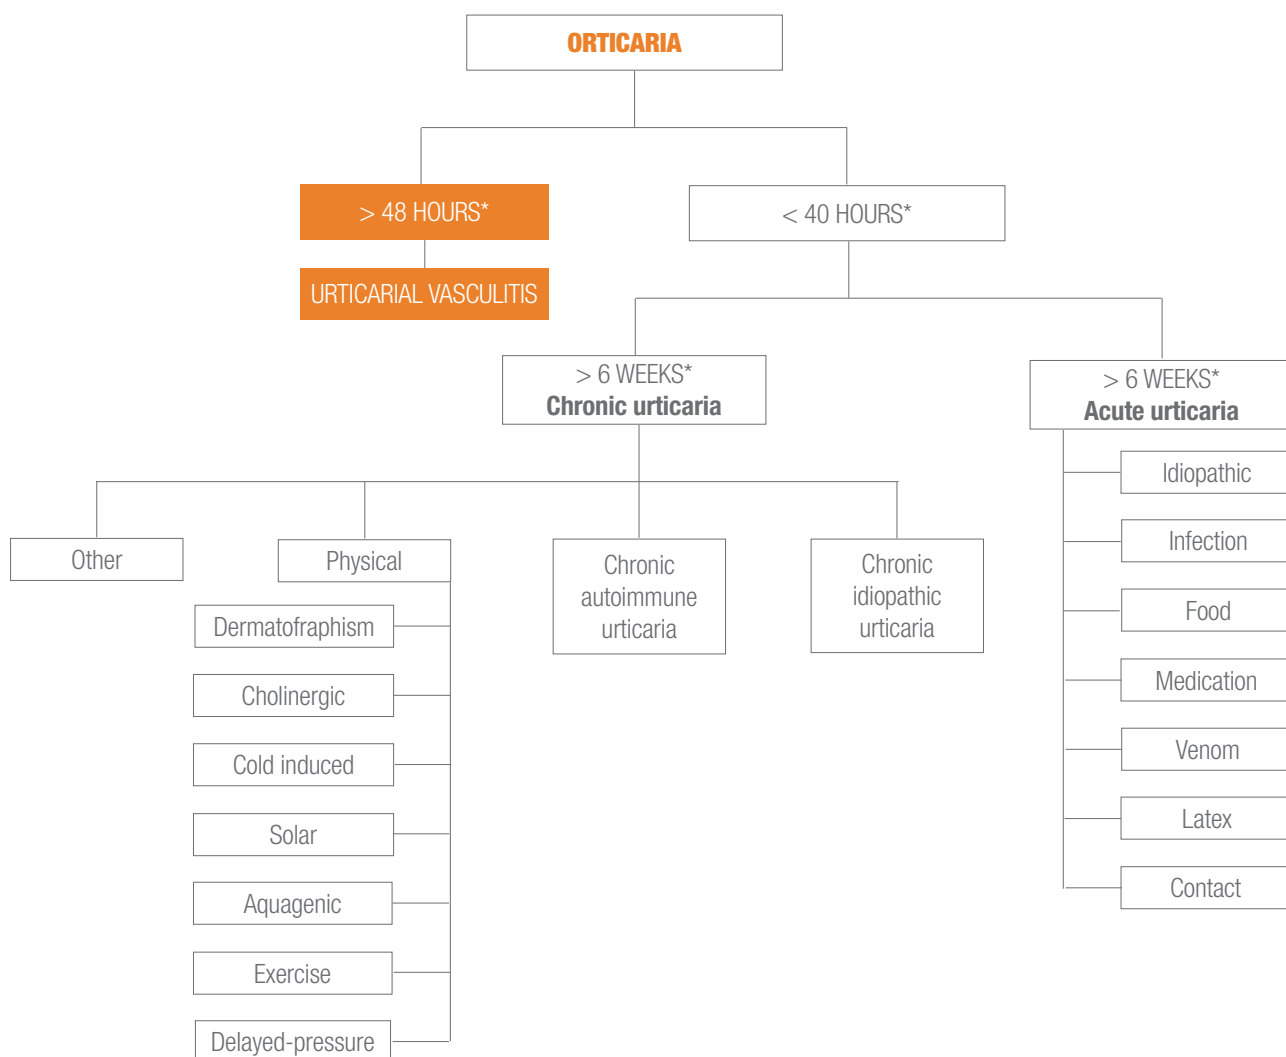 ORTICARIA
> 48 HOURS*
< 40 HOURS*
URTICARIAL VASCULITIS
> 6 WEEKS*
Chronic urticaria
> 6 WEEKS*
Acute urticaria
Other
Physical
Chronic
autoimmune
urticaria
Chronic
idiopathic
urticaria
Dermatofraphism
Cholinergic
Cold induced
Solar
Aquagenic
Exercise
Delayed-pressure
Idiopathic
Infection
Food
Medication
Venom
Latex
Contact